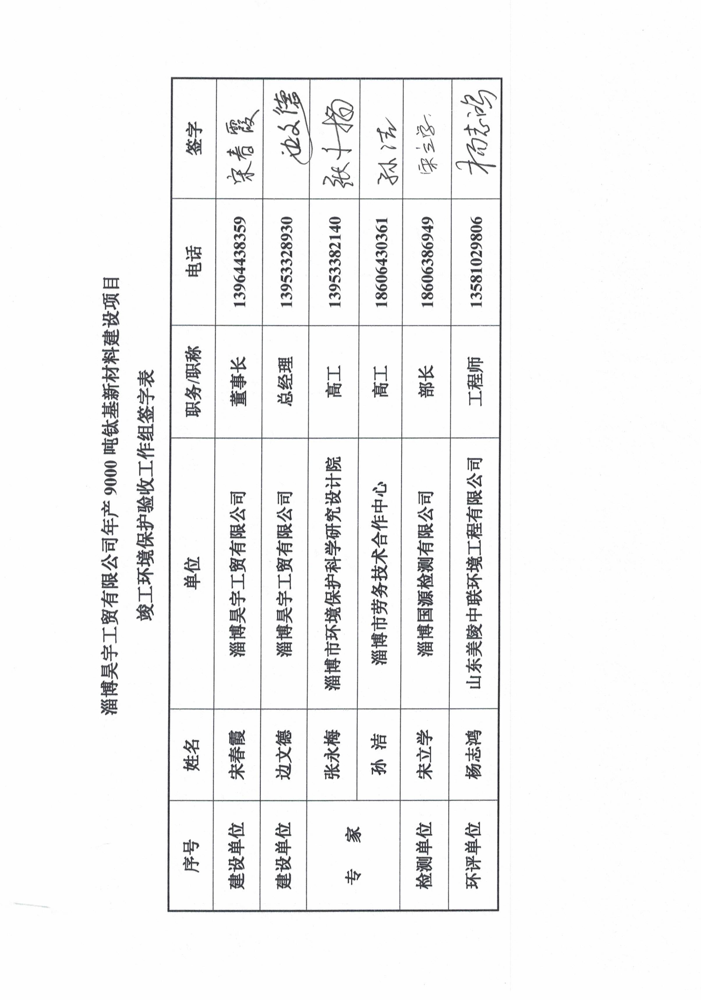 淄博昊宇工贸有限公司年产 9000 吨钛基新材料建设项目
竣工环境保护验收工作组签字表
序号 姓名 单位 职务/职称 电话 签字
建设单位 宋春霞 淄博昊宇工贸有限公司 董事长 13964438359 宋春霞
建设单位 边文德 淄博昊宇工贸有限公司 总经理 13953328930 边文德
专 家 张永梅 淄博市环境保护科学研究设计院 高工 13953382140 张永梅
孙 洁 淄博市劳务技术合作中心 高工 18606430361 孙洁
检测单位 宋立学 淄博国源检测有限公司 部长 18606386949 宋立学
环评单位 杨志鸿 山东美陵中联环境工程有限公司 工程师 13581029806 杨志鸿